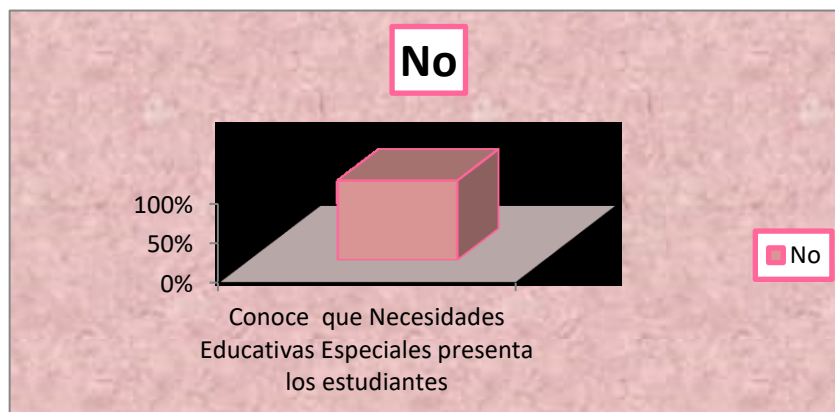 No
100%
50%
0%
No
Conoce que Necesidades
Educativas Especiales presenta
los estudiantes